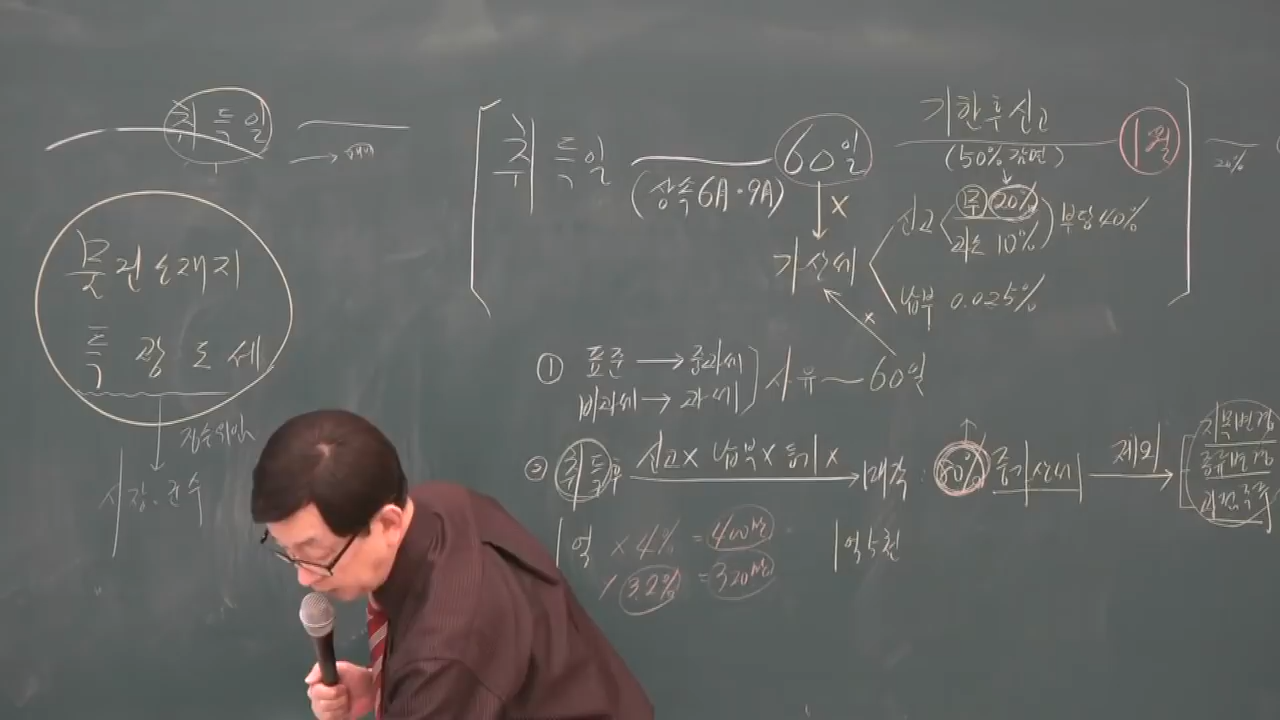 취득일
물건소재지
특 광 도 세
시장·군수
취득일
(상속 6月·9月)
60일
기한후신고
(50% 감면)
1월
20%
X
가산세
신고
무 20%
과소 10%
부당 40%
납부 0.025%
x
① 표준 → 중과세
비과세 → 과세
사유 ~ 60일
② 취득후 신고x 납부x 등기x → 매각 : 80% 중가산세 → 제외
지목변경
종류변경
과점주주
1억 x 4% = 400만
x 3.2% = 320만
1억 5천